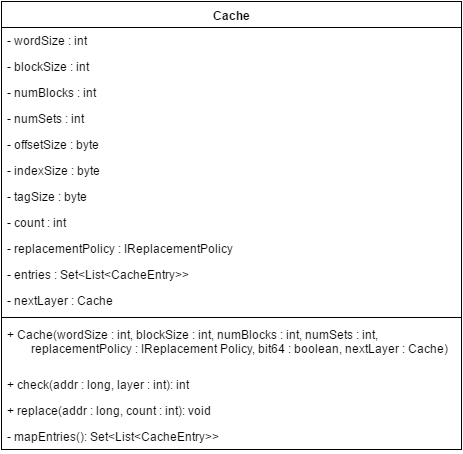 Cache
- wordSize : int
- blockSize : int
- numBlocks : int
- numSets : int
- offsetSize : byte
- indexSize : byte
- tagSize : byte
- count : int
- replacementPolicy : IReplacementPolicy
- entries : Set<List<CacheEntry>>
- nextLayer : Cache
+ Cache(wordSize : int, blockSize : int, numBlocks : int, numSets : int,
replacementPolicy : IReplacement Policy, bit64 : boolean, nextLayer : Cache)
+ check(addr : long, layer : int): int
+ replace(addr : long, count : int): void
- mapEntries(): Set<List<CacheEntry>>